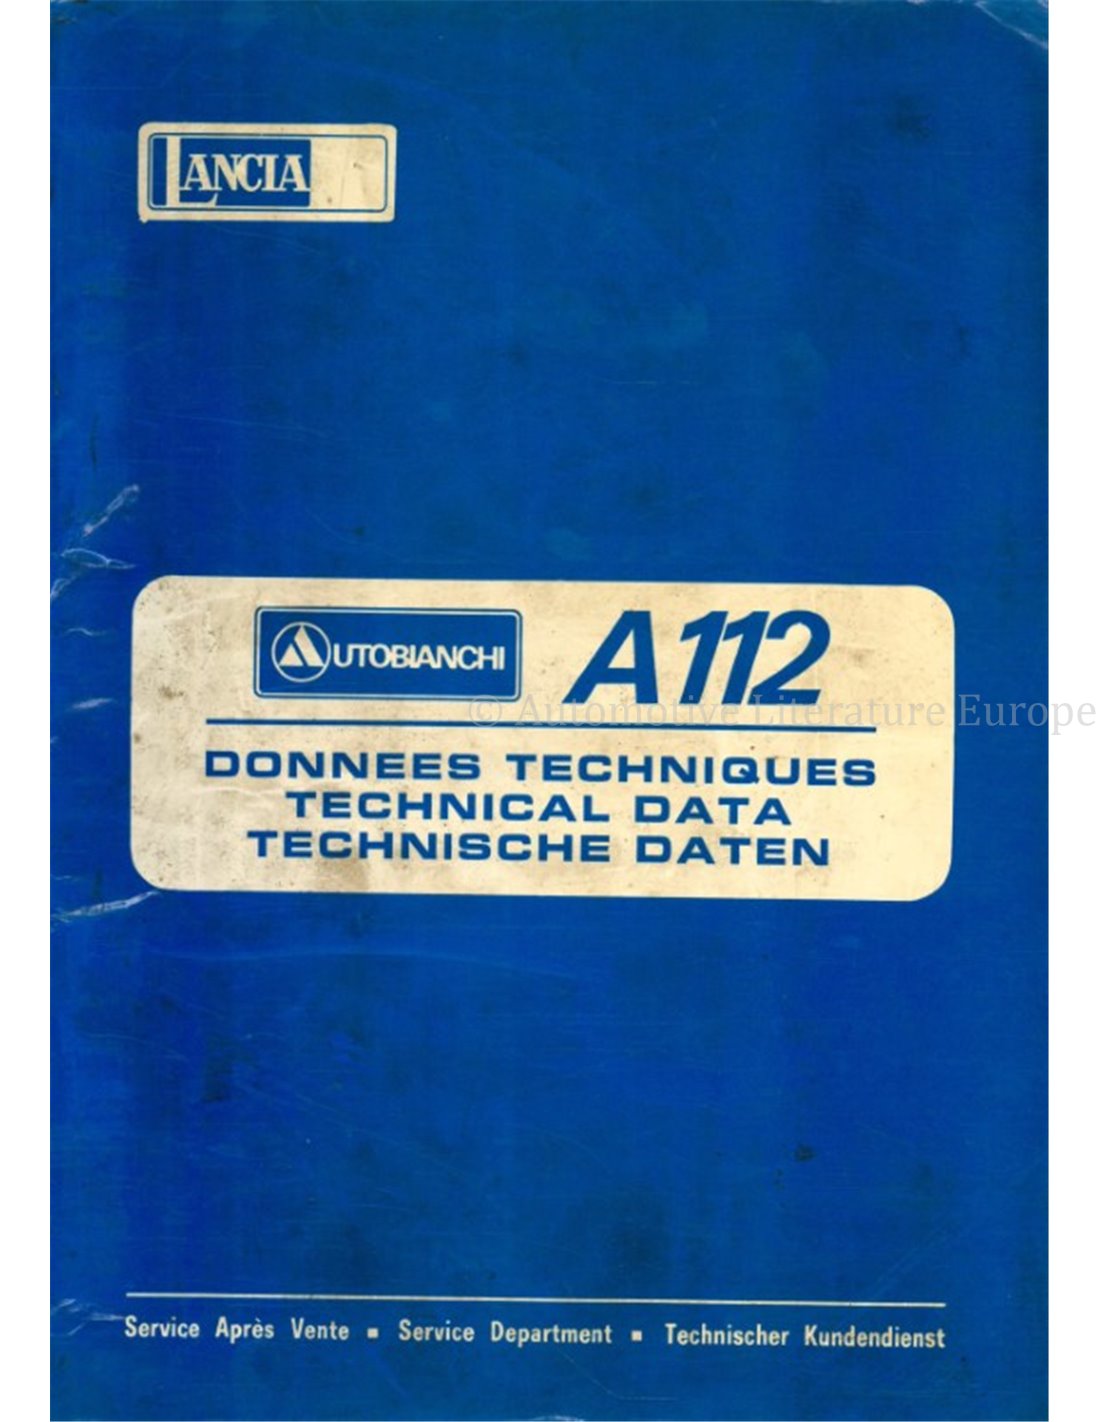 LANCIA
AUTOBIANCHI A112
© Automotive Literature Europe
DONNEES TECHNIQUES
TECHNICAL DATA
TECHNISCHE DATEN
Service Après Vente ■ Service Department ■ Technischer Kundendienst